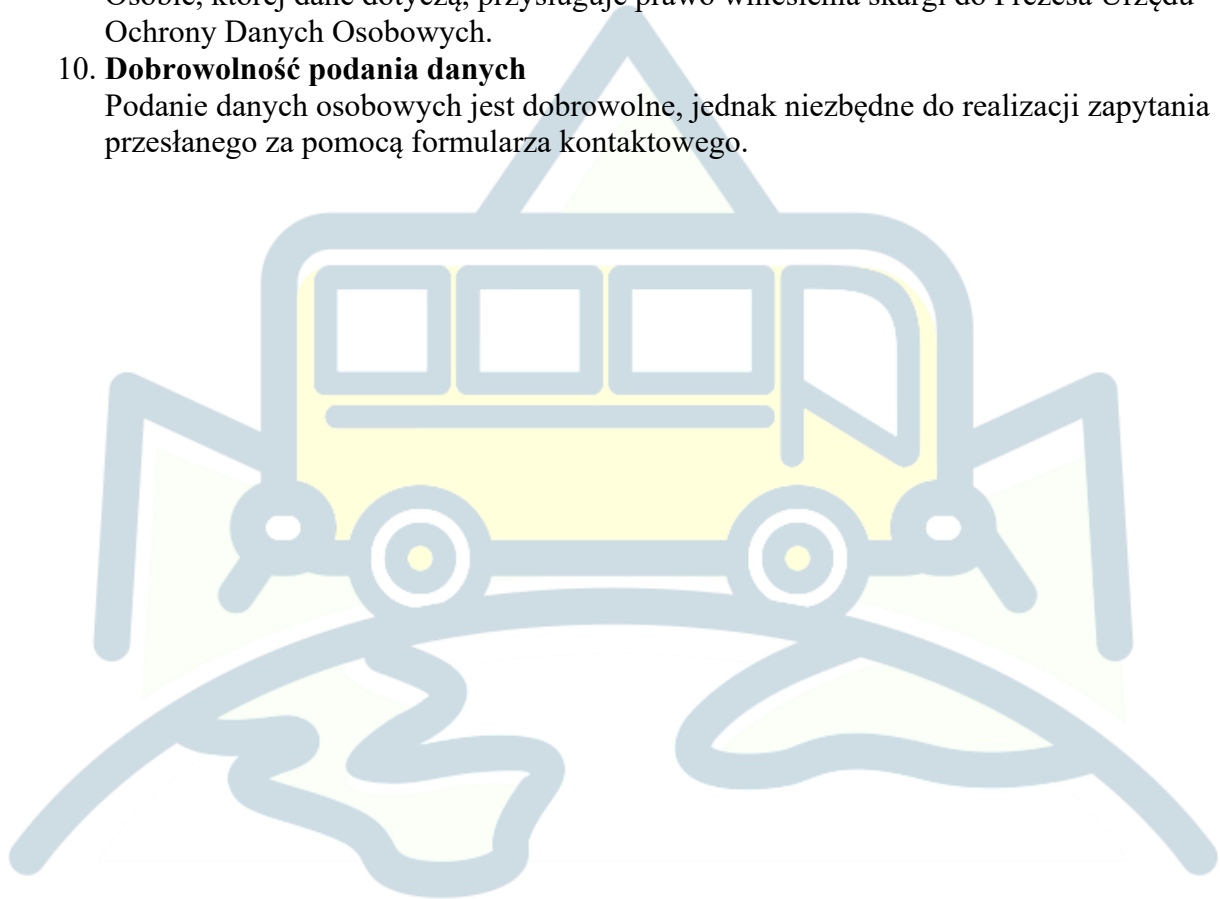 Osobie, której dane dotyczą, przysługuje prawo wniesienia skargi do Prezesa Urzędu
Ochrony Danych Osobowych.
10. Dobrowolność podania danych
Podanie danych osobowych jest dobrowolne, jednak niezbędne do realizacji zapytania
przesłanego za pomocą formularza kontaktowego.